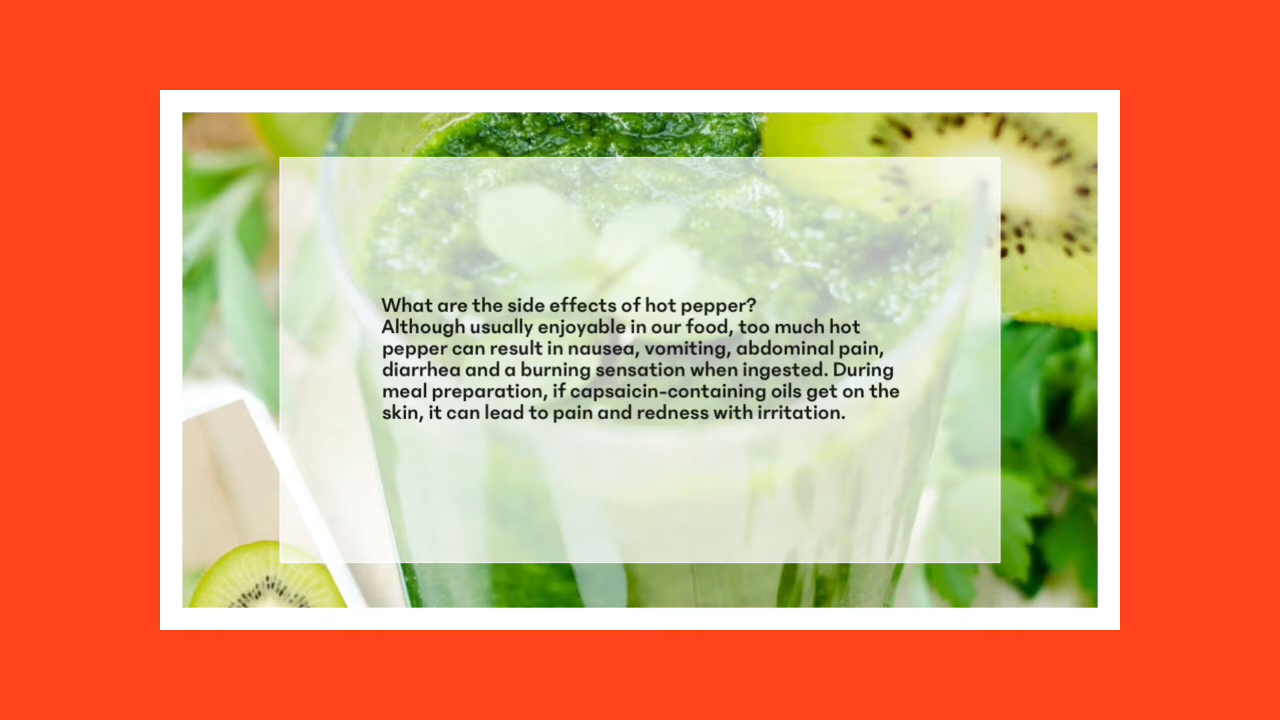 What are the side effects of hot pepper?
Although usually enjoyable in our food, too much hot
pepper can result in nausea, vomiting, abdominal pain,
diarrhea and a burning sensation when ingested. During
meal preparation, if capsaicin-containing oils get on the
skin, it can lead to pain and redness with irritation.